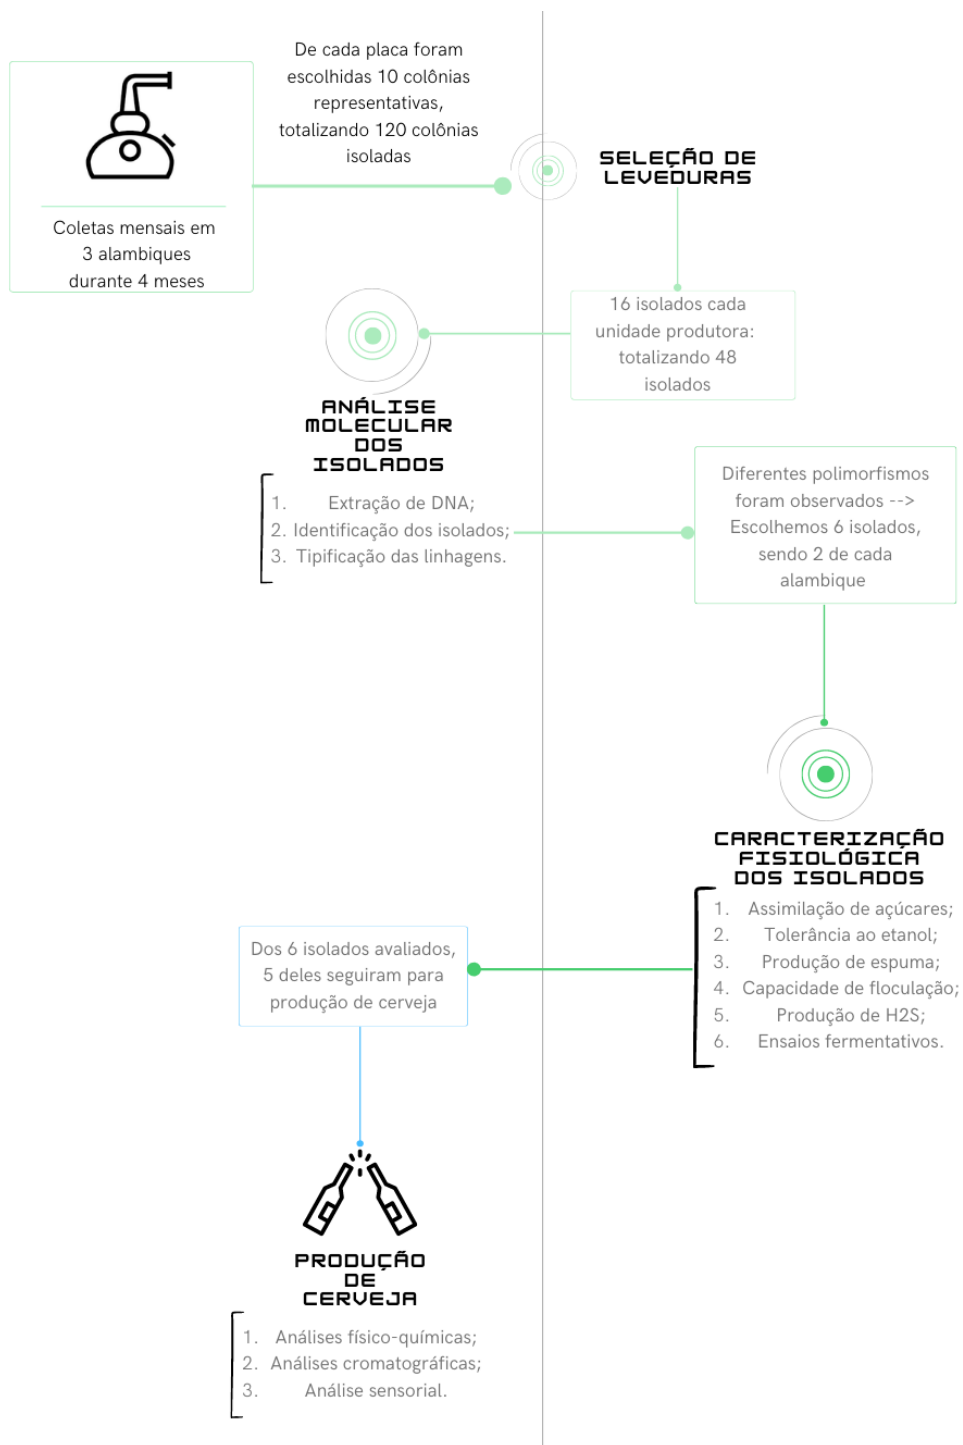 De cada placa foram
escolhidas 10 colônias
representativas,
totalizando 120 colônias
isoladas
Coletas mensais em
3 alambiques
durante 4 meses
SELEÇÃO DE
LEVEDURAS
16 isolados cada
unidade produtora:
totalizando 48
isolados
ANÁLISE
MOLECULAR
DOS
ISOLADOS
1. Extração de DNA;
2. Identificação dos isolados;
3. Tipificação das linhagens.
Diferentes polimorfismos
foram observados -->
Escolhemos 6 isolados,
sendo 2 de cada
alambique
CARACTERIZAÇÃO
FISIOLÓGICA
DOS ISOLADOS
1. Assimilação de açúcares;
2. Tolerância ao etanol;
3. Produção de espuma;
4. Capacidade de floculação;
5. Produção de H2S;
6. Ensaios fermentativos.
Dos 6 isolados avaliados,
5 deles seguiram para
produção de cerveja
PRODUÇÃO
DE
CERVEJA
1. Análises físico-químicas;
2. Análises cromatográficas;
3. Análise sensorial.